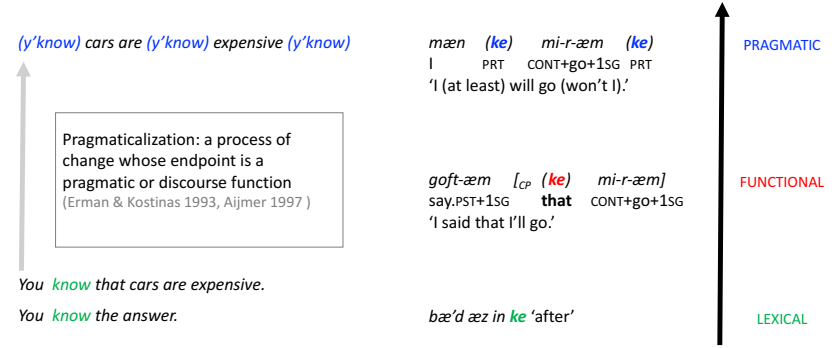 (y'know) cars are (y'know) expensive (y'know)
Pragmaticalization: a process of
change whose endpoint is a
pragmatic or discourse function
(Erman & Kostinas 1993, Aijmer 1997 )
You know that cars are expensive.
You know the answer.
mæn (ke) mi-r-æm (ke)
I PRT CONT+go+1SG PRT
'I (at least) will go (won't I).'
goft-æm [CP (ke) mi-r-æm]
say.PST+1SG that CONT+go+1SG
'I said that I'll go.'
bæ'd æz in ke 'after'
PRAGMATIC
FUNCTIONAL
LEXICAL